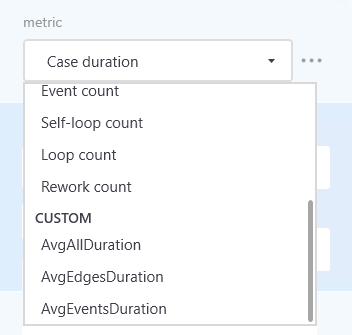 metric
Case duration
Event count
Self-loop count
Loop count
Rework count
CUSTOM
AvgAllDuration
AvgEdgesDuration
AvgEventsDuration